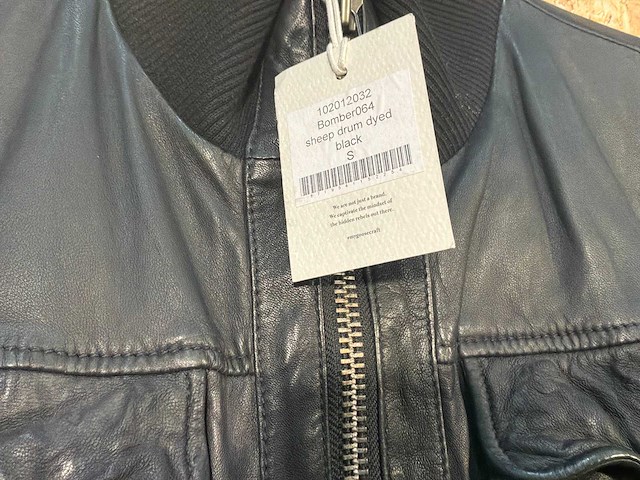 102012032
Bomber064
sheep drum dyed
black
S
We are not just a brand.
We captivate the mindset of
the hidden rebels out there.